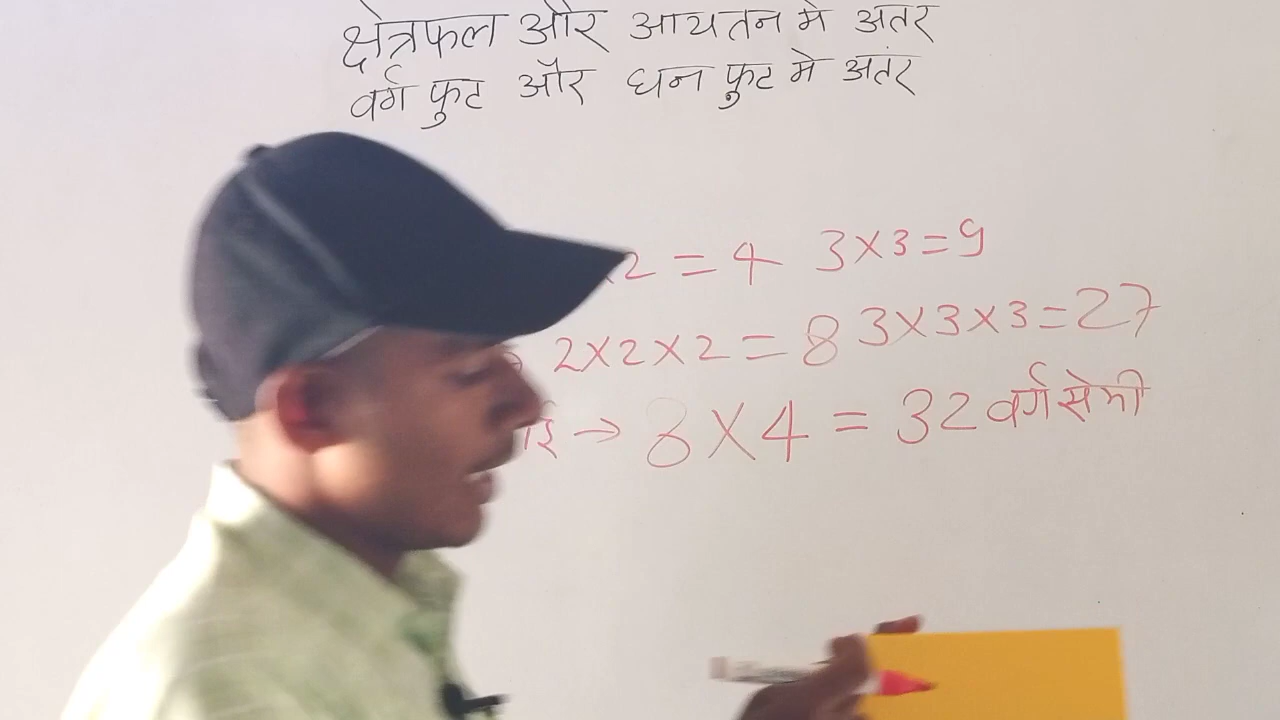 क्षेत्रफल और आयतन मे अंतर
वर्ग फुट और घन फुट मे अतंर
×2 = 4 3×3=9
2×2×2 = 8 3×3×3=27
→ 8×4 = 32 वर्ग सेमी